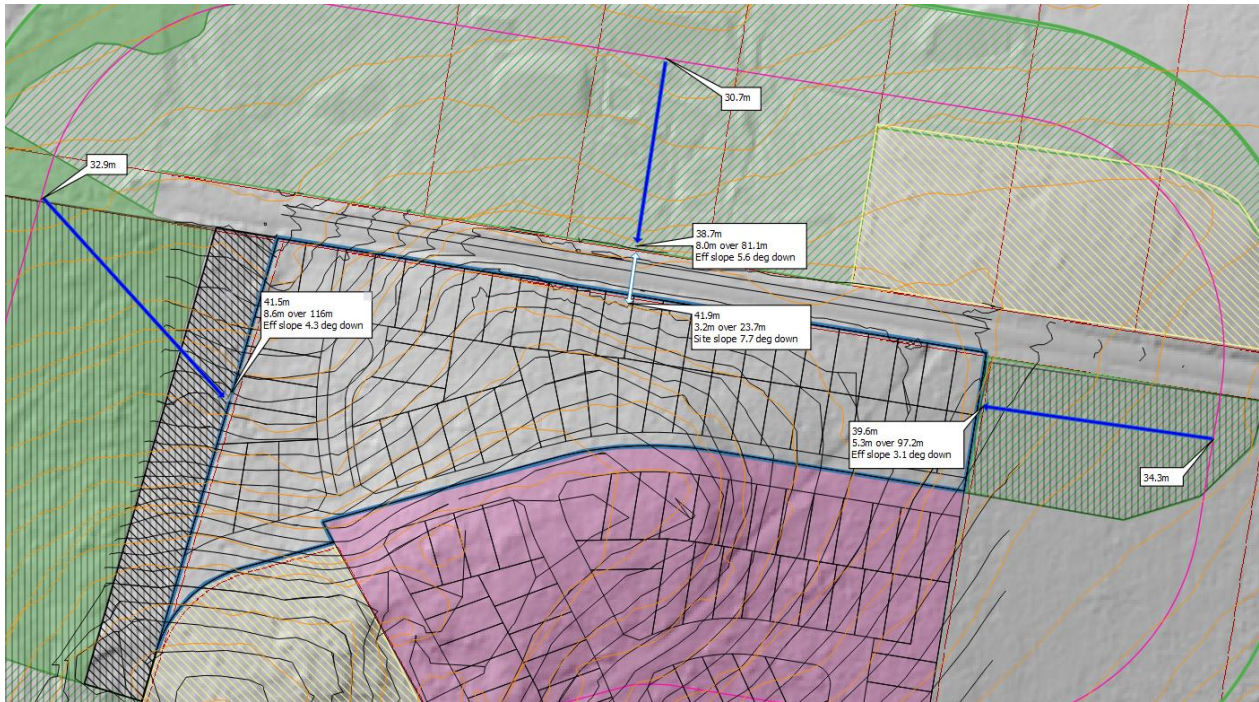 30.7m
32.9m
38.7m
8.0m over 81.1m
Eff slope 5.6 deg down
41.5m
8.6m over 116m
Eff slope 4.3 deg down
41.9m
3.2m over 23.7m
Site slope 7.7 deg down
39.6m
5.3m over 97.2m
Eff slope 3.1 deg down
34.3m